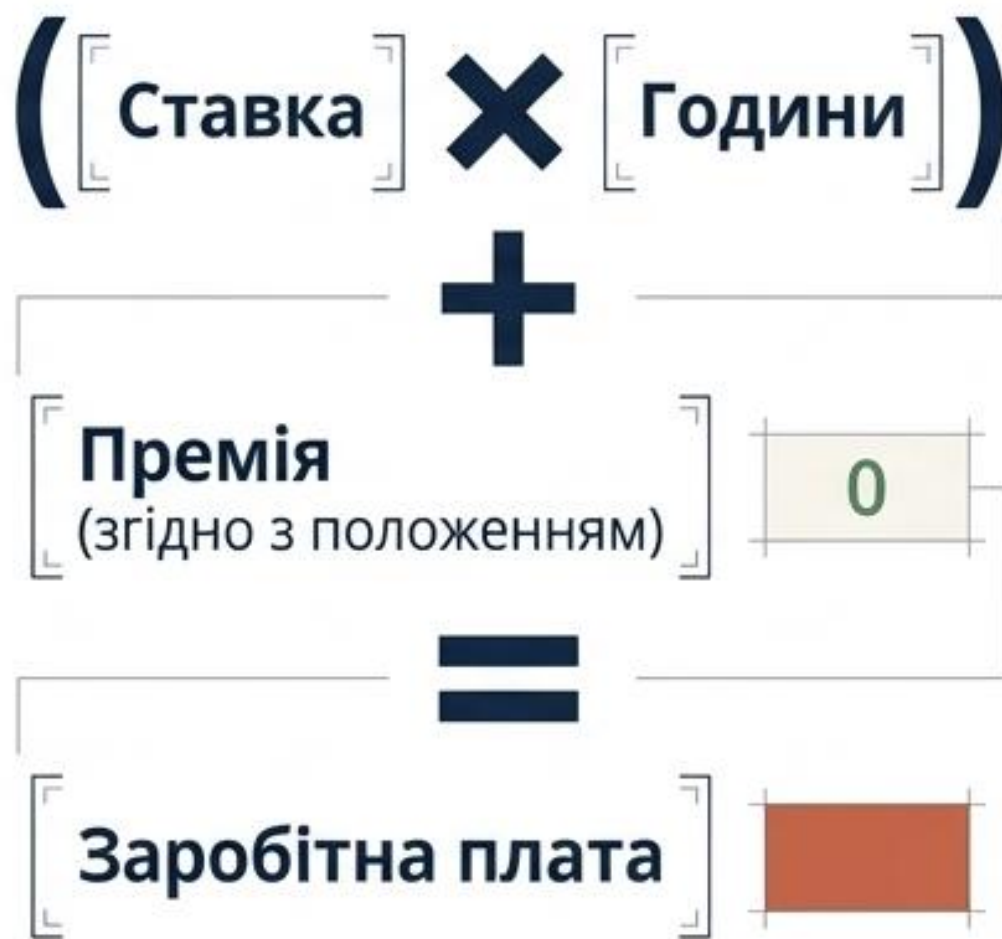 (Ставка × Години)
+
Премія
(згідно з положенням)
0
=
Заробітна плата